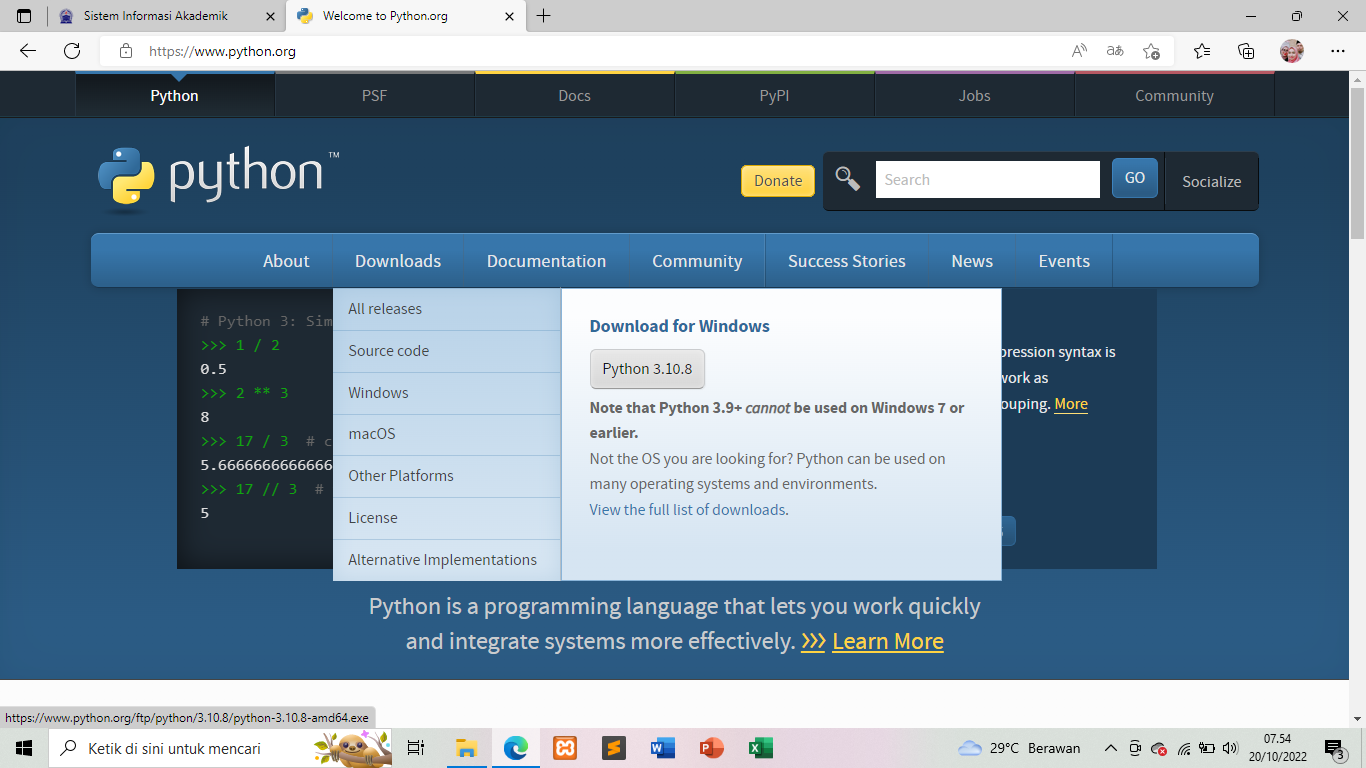 Sistem Informasi Akademik
Welcome to Python.org
https://www.python.org
Python
PSF
Docs
PyPI
Jobs
Community
python™
Donate
Search
GO
Socialize
About
Downloads
Documentation
Community
Success Stories
News
Events
# Python 3: Sim
>>> 1 / 2
0.5
>>> 2 ** 3
8
>>> 17 / 3 # c
5.6666666666666
>>> 17 // 3 #
5
All releases
Source code
Windows
macOS
Other Platforms
License
Alternative Implementations
Download for Windows
Python 3.10.8
Note that Python 3.9+ cannot be used on Windows 7 or
earlier.
Not the OS you are looking for? Python can be used on
many operating systems and environments.
View the full list of downloads.
pression syntax is
work as
ouping. More
Python is a programming language that lets you work quickly
and integrate systems more effectively. >>> Learn More
https://www.python.org/ftp/python/3.10.8/python-3.10.8-amd64.exe
Ketik di sini untuk mencari
29°C Berawan
07.54
20/10/2022
3